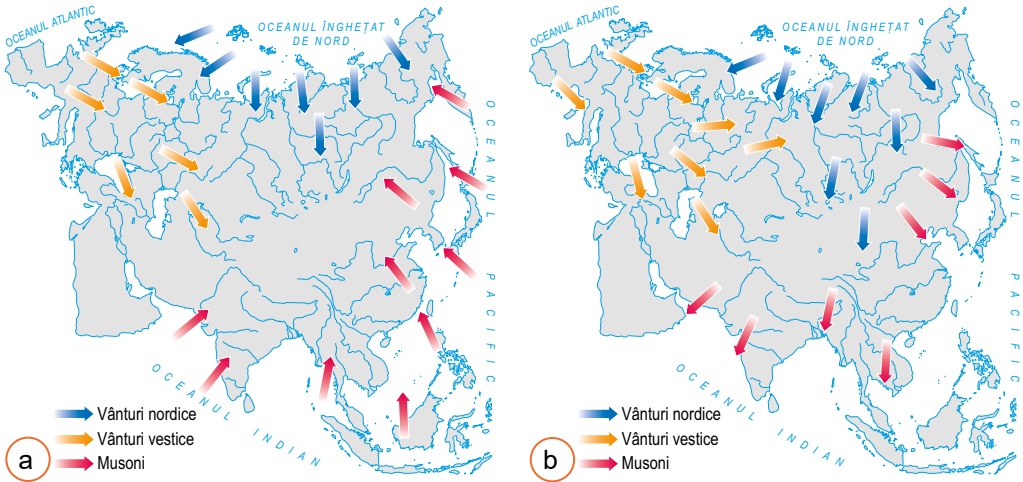 OCEANUL ATLANTIC
OCEANUL ÎNGHEȚAT
DE NORD
OCEANUL PACIFIC
OCEANUL INDIAN
Vânturi nordice
Vânturi vestice
Musoni
a
OCEANUL ATLANTIC
OCEANUL ÎNGHEȚAT
DE NORD
OCEANUL PACIFIC
OCEANUL INDIAN
Vânturi nordice
Vânturi vestice
Musoni
b